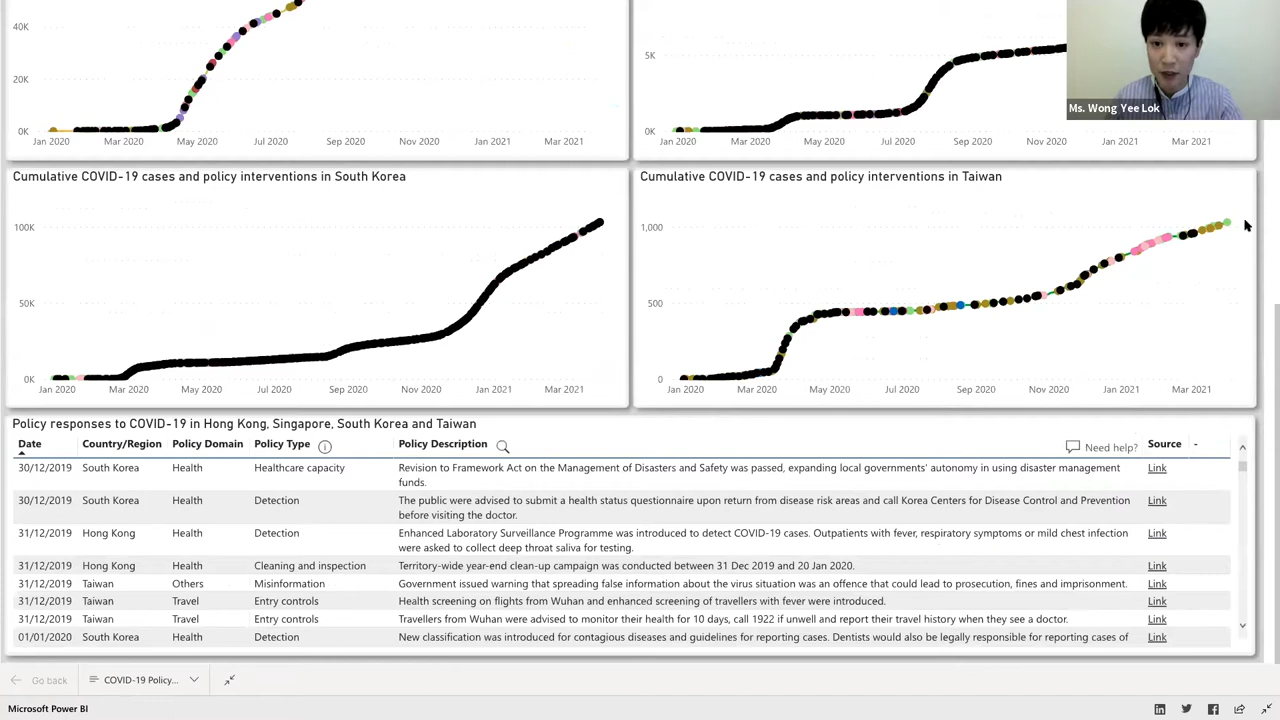 40K
20K
0K
Jan 2020 Mar 2020 May 2020 Jul 2020 Sep 2020 Nov 2020 Jan 2021 Mar 2021
5K
0K
Jan 2020 Mar 2020 May 2020 Jul 2020 Sep 2020 Nov 2020 Jan 2021 Mar 2021
Ms. Wong Yee Lok
Cumulative COVID-19 cases and policy interventions in South Korea
100K
50K
0K
Jan 2020 Mar 2020 May 2020 Jul 2020 Sep 2020 Nov 2020 Jan 2021 Mar 2021
Cumulative COVID-19 cases and policy interventions in Taiwan
1,000
500
0
Jan 2020 Mar 2020 May 2020 Jul 2020 Sep 2020 Nov 2020 Jan 2021 Mar 2021
Policy responses to COVID-19 in Hong Kong, Singapore, South Korea and Taiwan
Date Country/Region Policy Domain Policy Type Policy Description Need help? Source -
30/12/2019 South Korea Health Healthcare capacity Revision to Framework Act on the Management of Disasters and Safety was passed, expanding local governments' autonomy in using disaster management Link
funds.
30/12/2019 South Korea Health Detection The public were advised to submit a health status questionnaire upon return from disease risk areas and call Korea Centers for Disease Control and Prevention Link
before visiting the doctor.
31/12/2019 Hong Kong Health Detection Enhanced Laboratory Surveillance Programme was introduced to detect COVID-19 cases. Outpatients with fever, respiratory symptoms or mild chest infection Link
were asked to collect deep throat saliva for testing.
31/12/2019 Hong Kong Health Cleaning and inspection Territory-wide year-end clean-up campaign was conducted between 31 Dec 2019 and 20 Jan 2020. Link
31/12/2019 Taiwan Others Misinformation Government issued warning that spreading false information about the virus situation was an offence that could lead to prosecution, fines and imprisonment. Link
31/12/2019 Taiwan Travel Entry controls Health screening on flights from Wuhan and enhanced screening of travellers with fever were introduced. Link
31/12/2019 Taiwan Travel Entry controls Travellers from Wuhan were advised to monitor their health for 10 days, call 1922 if unwell and report their travel history when they see a doctor. Link
01/01/2020 South Korea Health Detection New classification was introduced for contagious diseases and guidelines for reporting cases. Dentists would also be legally responsible for reporting cases of Link
Go back COVID-19 Policy...
Microsoft Power BI